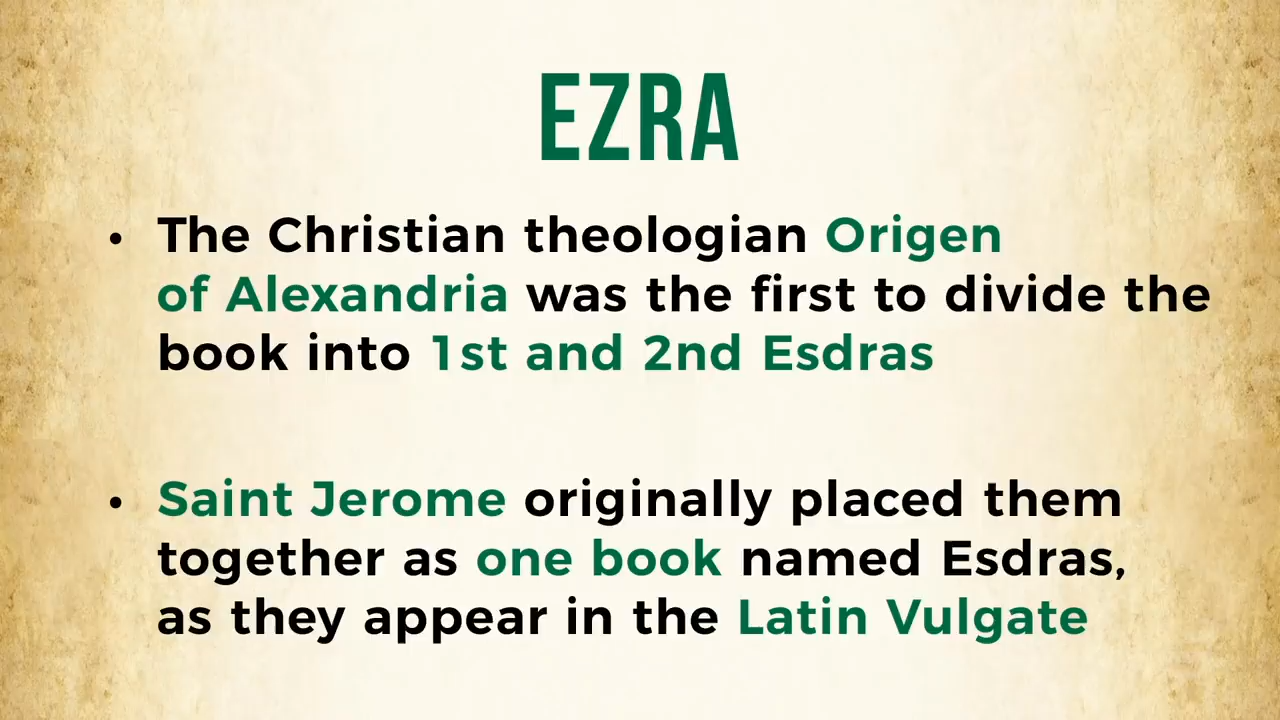 EZRA
• The Christian theologian Origen
of Alexandria was the first to divide the
book into 1st and 2nd Esdras
• Saint Jerome originally placed them
together as one book named Esdras,
as they appear in the Latin Vulgate